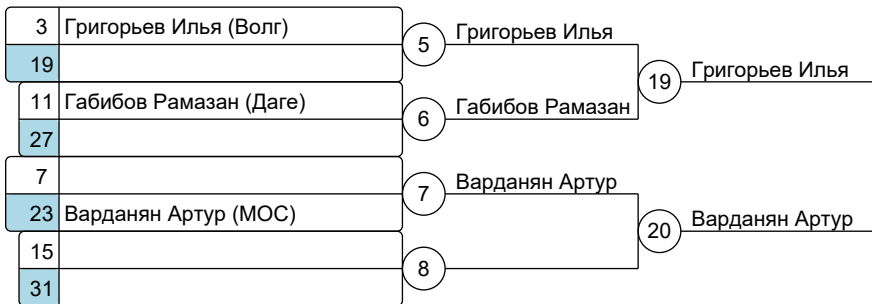 3 Григорьев Илья (Волг)
19
11 Габибов Рамазан (Даге)
27
7
23 Варданян Артур (МОС)
15
31
5 Григорьев Илья
6 Габибов Рамазан
7 Варданян Артур
8
19 Григорьев Илья
20 Варданян Артур